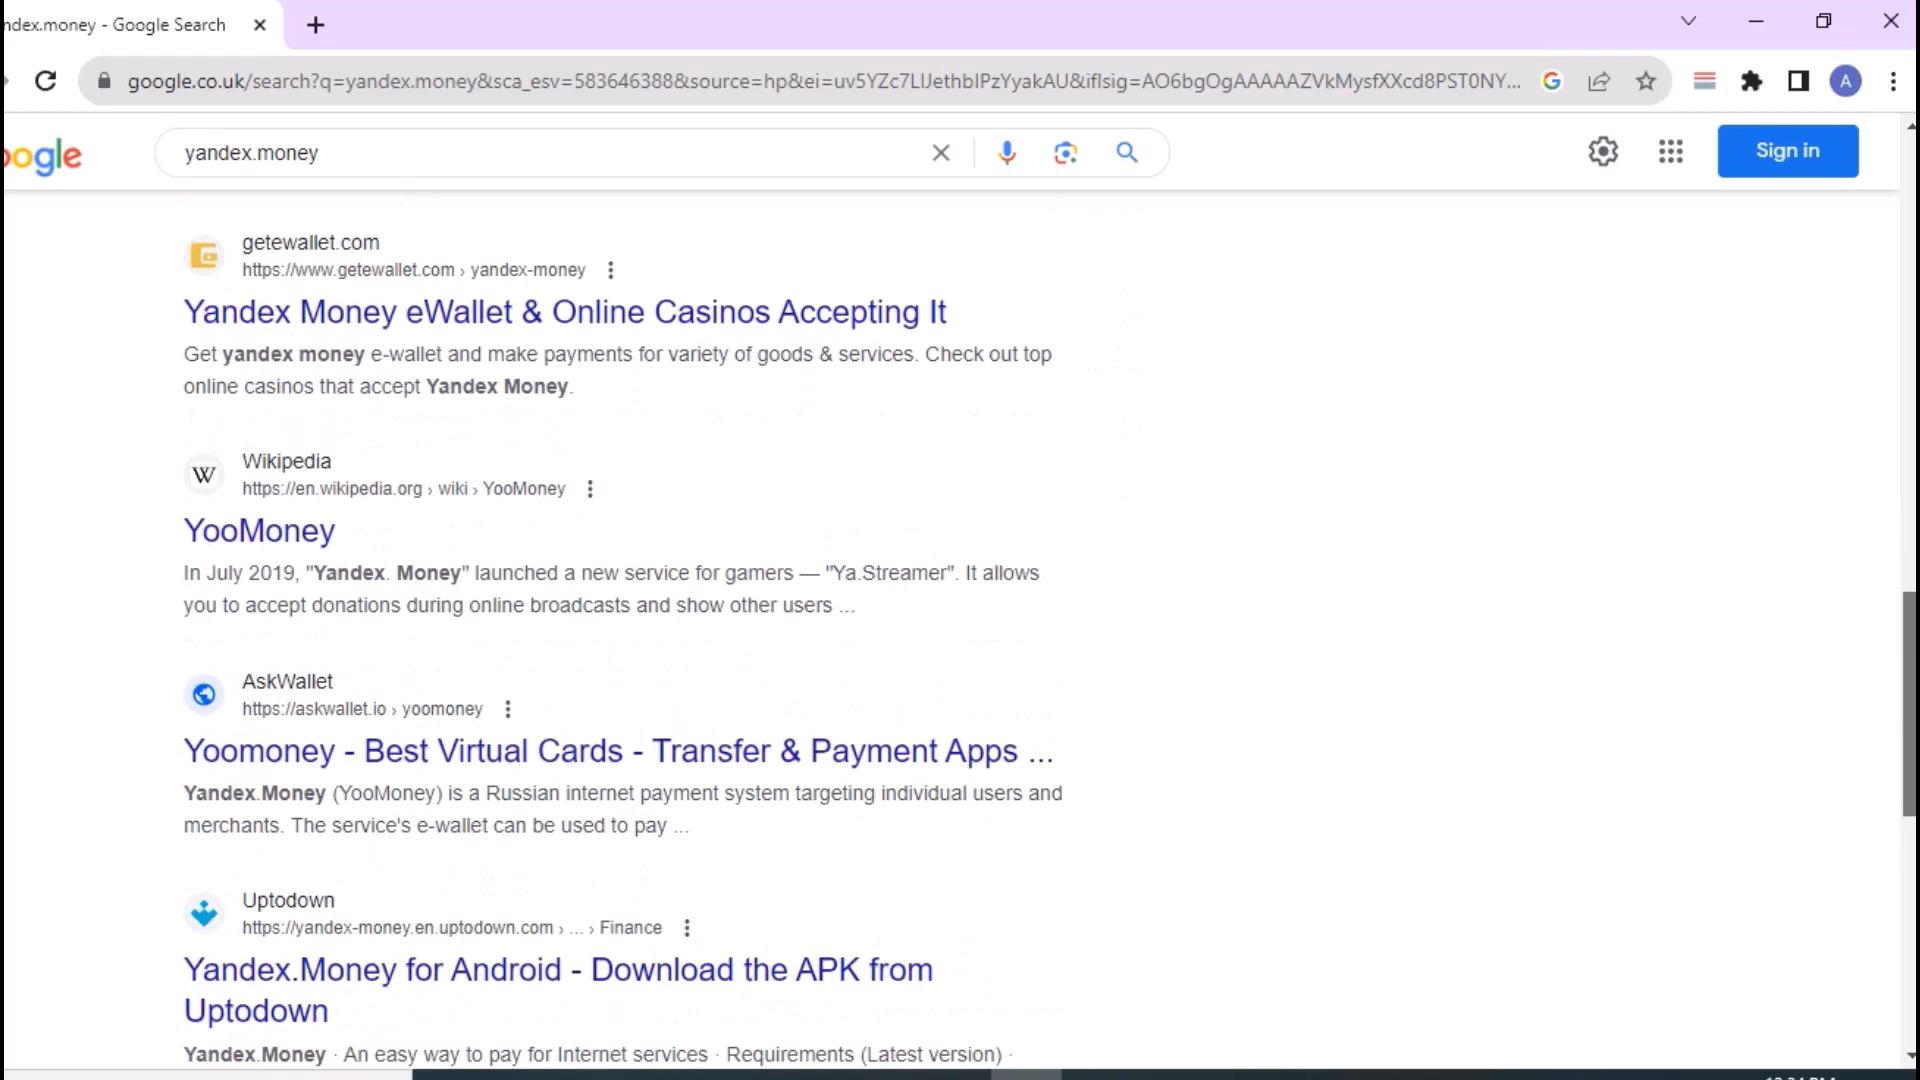 ndex.money - Google Search
google.co.uk/search?q=yandex.money&sca_esv=583646388&source=hp&ei=uv5YZc7LIJethbIPzYyakAU&iflsig=AO6bgOgAAAAAZVkMysfXXcd8PST0NY...
A
oogle
yandex.money
Sign in
getewallet.com
https://www.getewallet.com › yandex-money
Yandex Money eWallet & Online Casinos Accepting It
Get yandex money e-wallet and make payments for variety of goods & services. Check out top
online casinos that accept Yandex Money.
W
Wikipedia
https://en.wikipedia.org › wiki › YooMoney
YooMoney
In July 2019, "Yandex. Money" launched a new service for gamers — "Ya.Streamer". It allows
you to accept donations during online broadcasts and show other users ...
AskWallet
https://askwallet.io › yoomoney
Yoomoney - Best Virtual Cards - Transfer & Payment Apps ...
Yandex.Money (YooMoney) is a Russian internet payment system targeting individual users and
merchants. The service's e-wallet can be used to pay ...
Uptodown
https://yandex-money.en.uptodown.com › ... › Finance
Yandex.Money for Android - Download the APK from
Uptodown
Yandex.Money · An easy way to pay for Internet services · Requirements (Latest version) ·